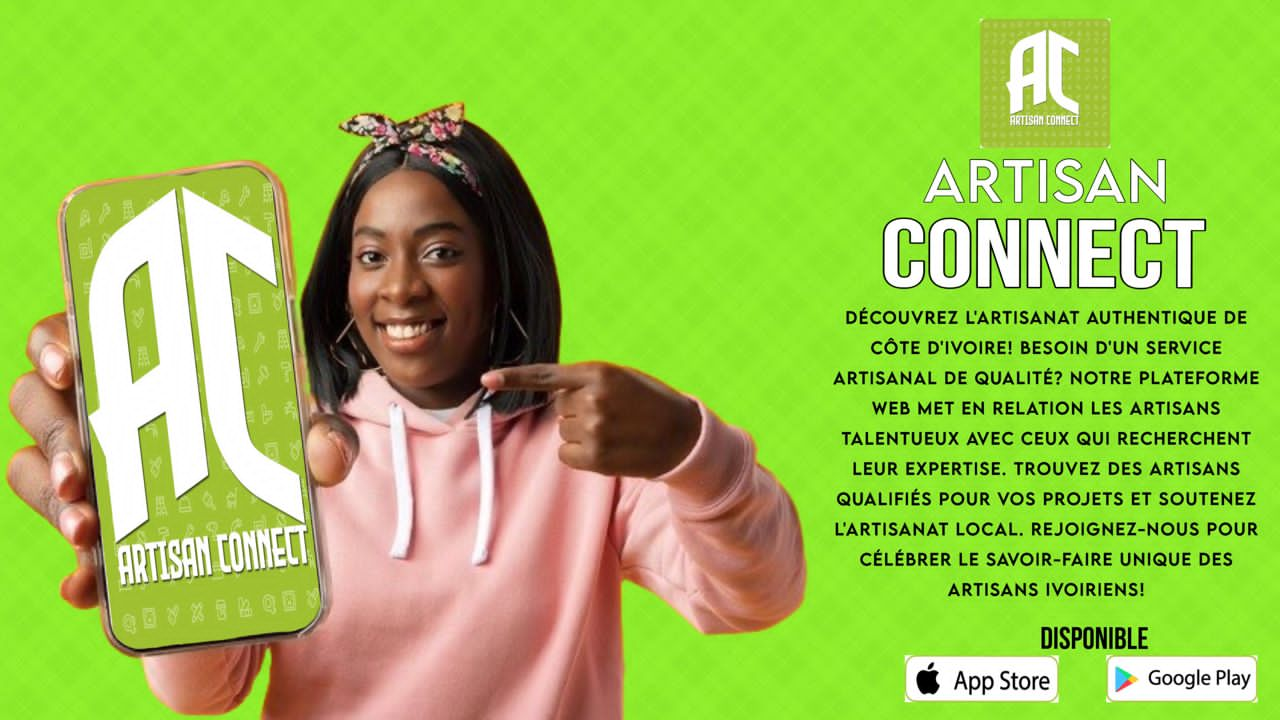 AC
ARTISAN CONNECT
AC
ARTISAN CONNECT
ARTISAN
CONNECT
DÉCOUVREZ L'ARTISANAT AUTHENTIQUE DE
CÔTE D'IVOIRE! BESOIN D'UN SERVICE
ARTISANAL DE QUALITÉ? NOTRE PLATEFORME
WEB MET EN RELATION LES ARTISANS
TALENTUEUX AVEC CEUX QUI RECHERCHENT
LEUR EXPERTISE. TROUVEZ DES ARTISANS
QUALIFIÉS POUR VOS PROJETS ET SOUTENEZ
L'ARTISANAT LOCAL. REJOIGNEZ-NOUS POUR
CÉLÉBRER LE SAVOIR-FAIRE UNIQUE DES
ARTISANS IVOIRIENS!
DISPONIBLE
App Store
Google Play